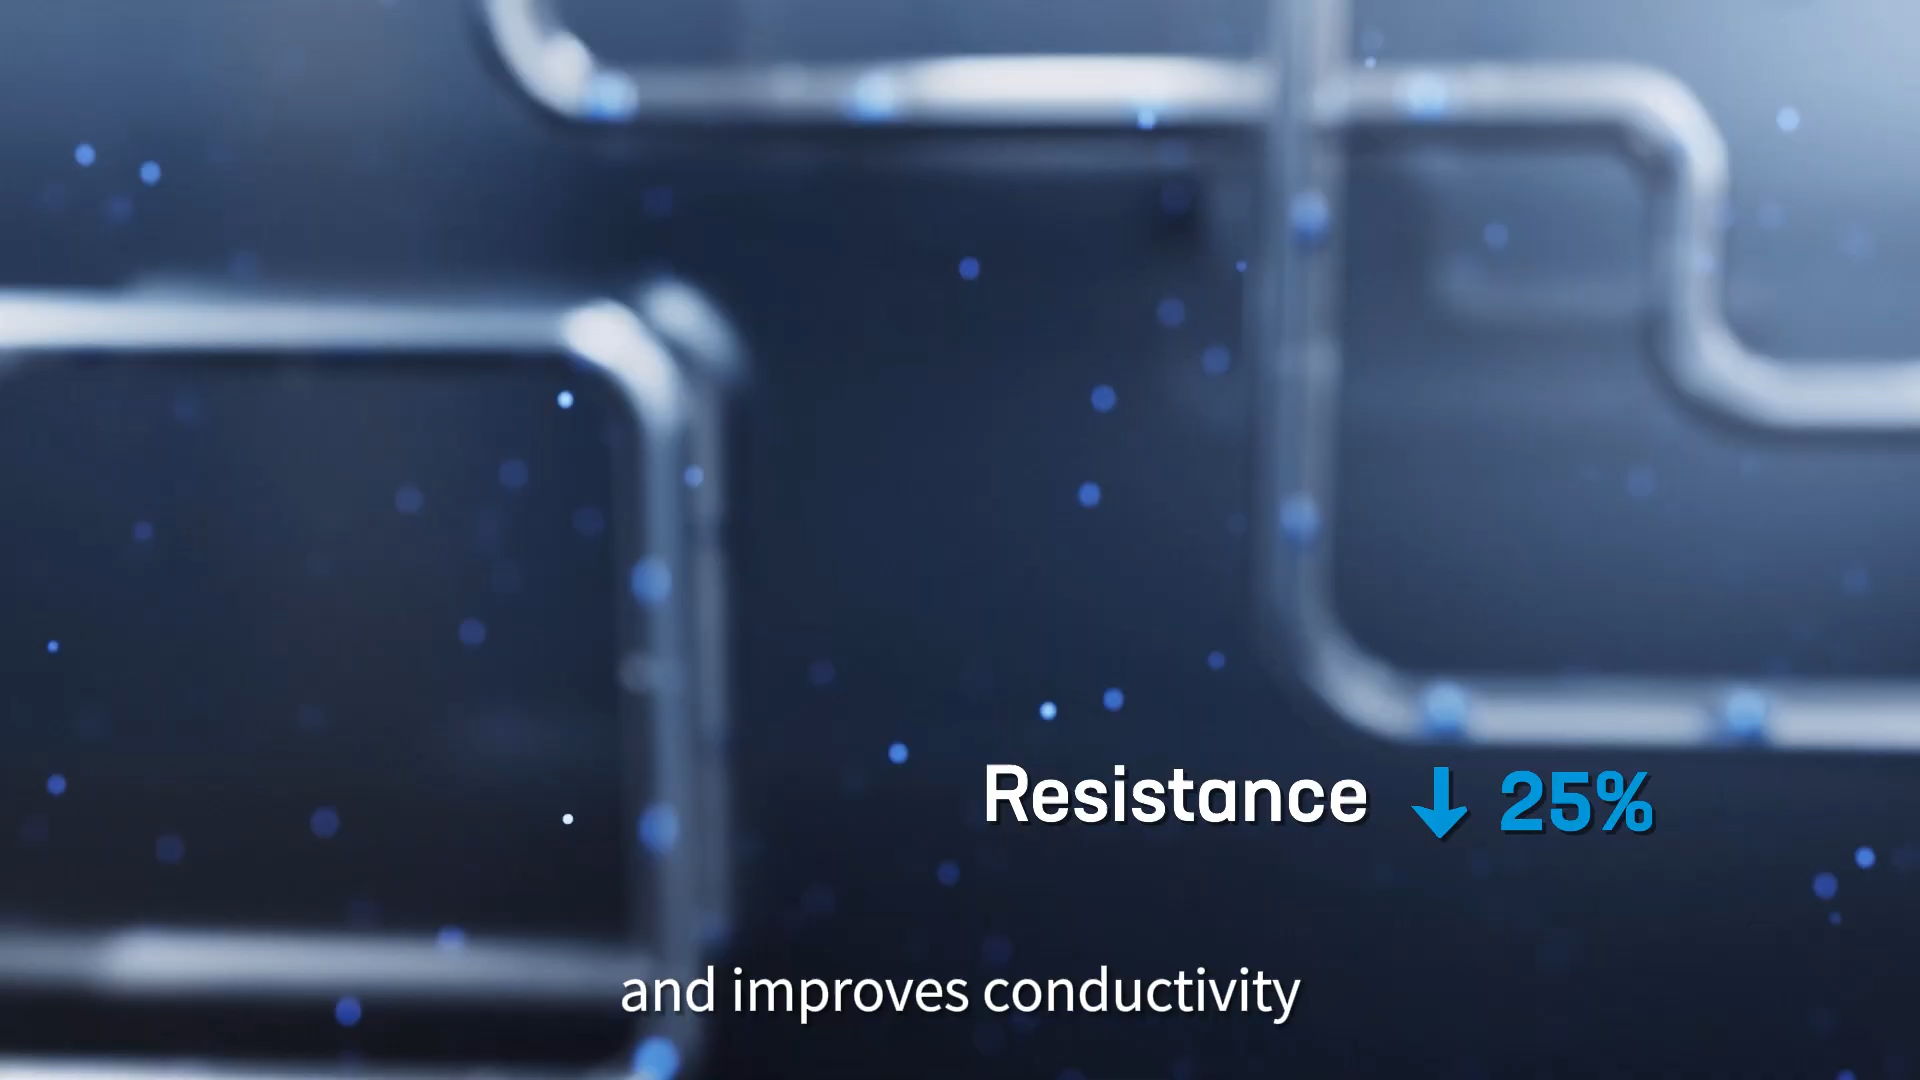 Resistance ↓ 25%
and improves conductivity